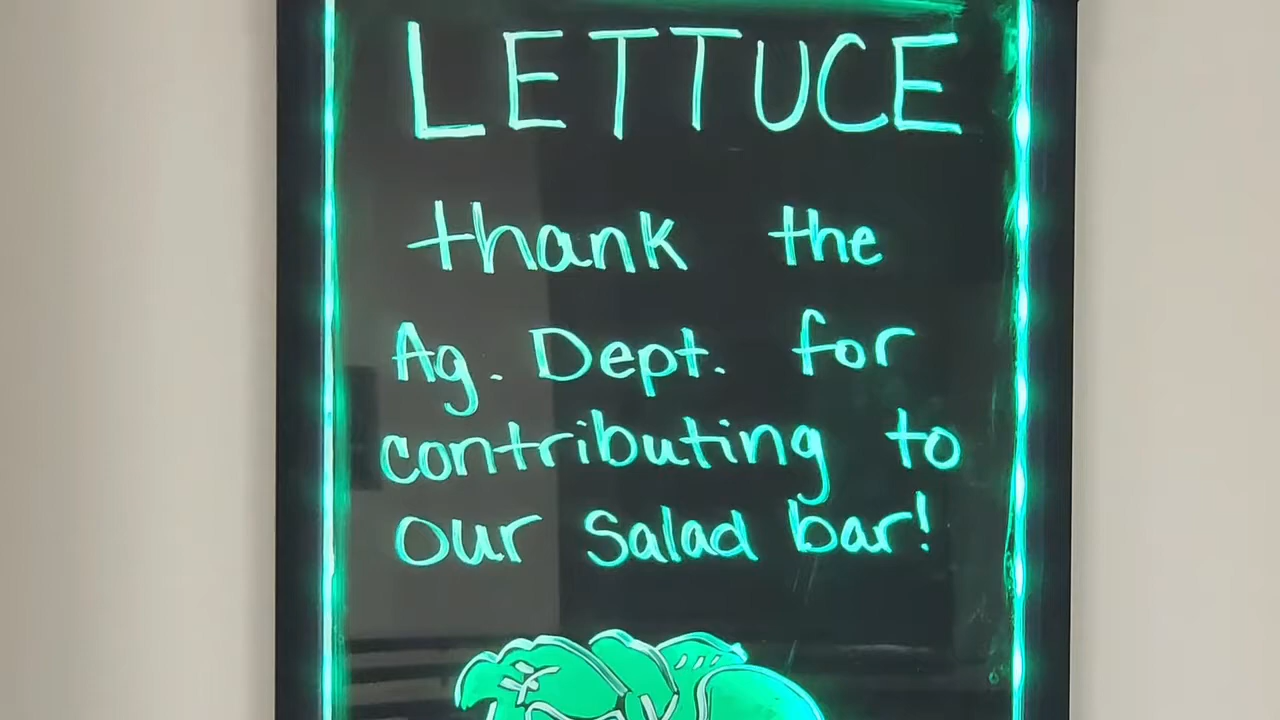 LETTUCE
thank the
Ag. Dept. for
contributing to
our salad bar!